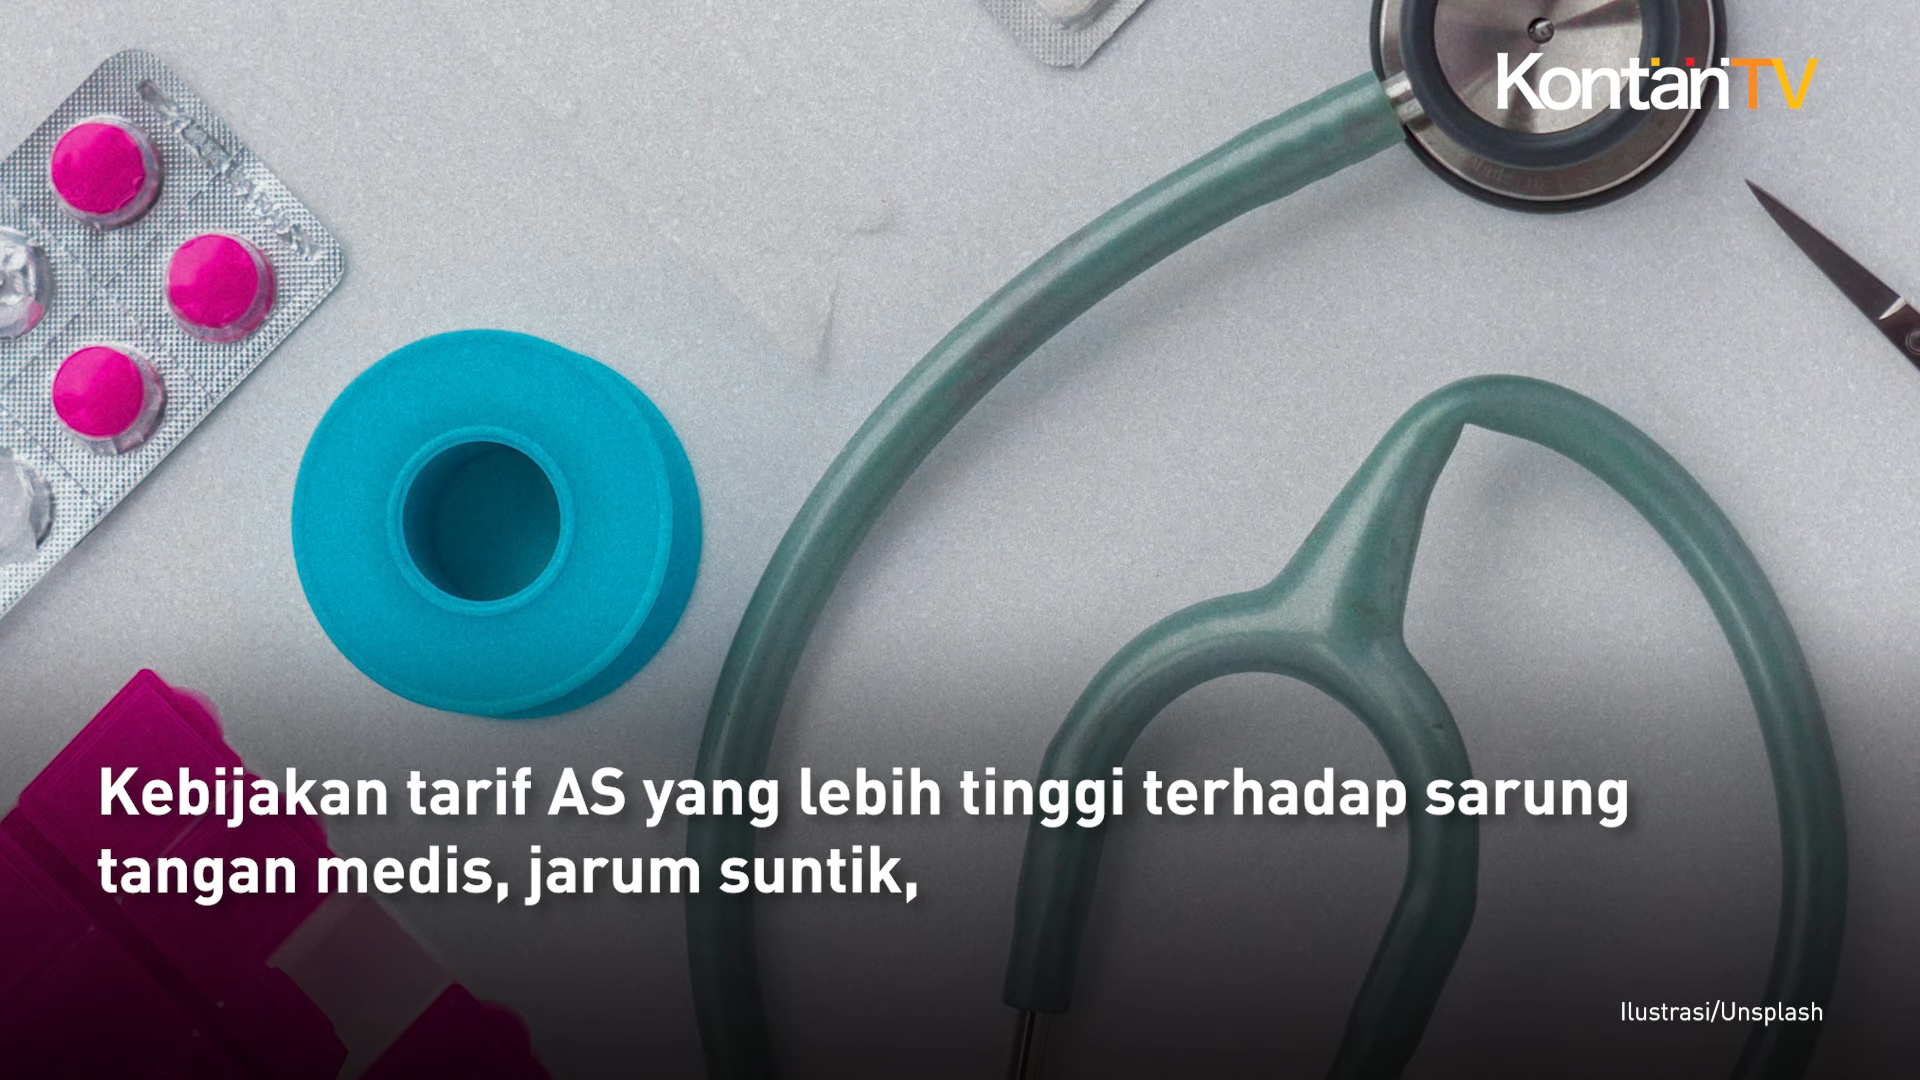 KontanTV
Kebijakan tarif AS yang lebih tinggi terhadap sarung
tangan medis, jarum suntik,
Ilustrasi/Unsplash